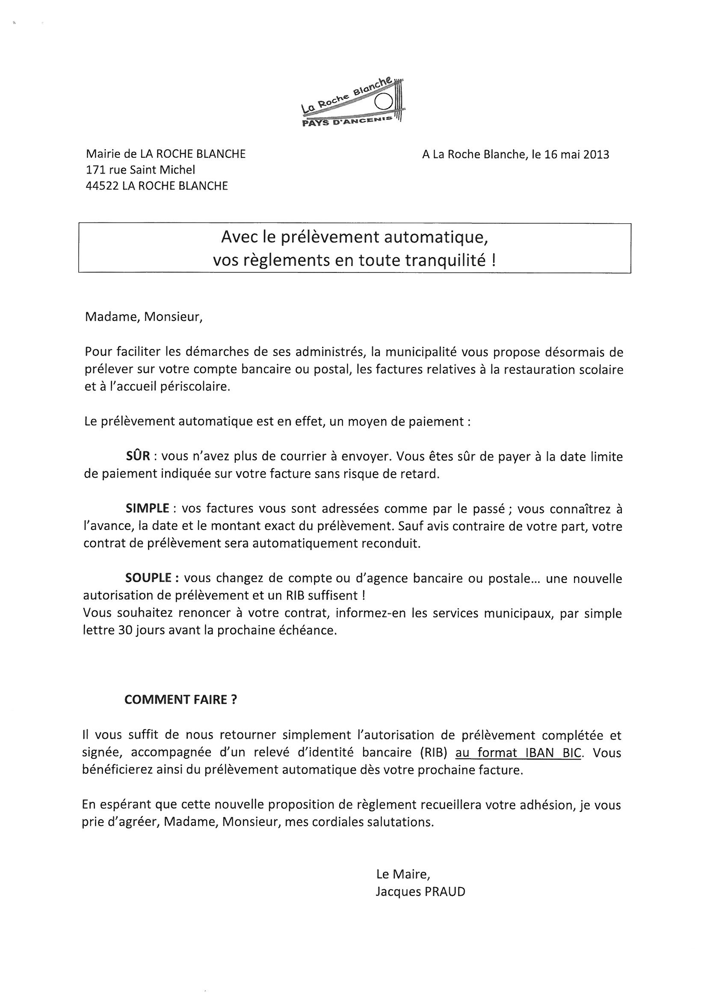 La Roche Blanche
PAYS D'ANCENIS
Mairie de LA ROCHE BLANCHE
A La Roche Blanche, le 16 mai 2013
171 rue Saint Michel
44522 LA ROCHE BLANCHE
Avec le prélèvement automatique,
vos règlements en toute tranquilité !
Madame, Monsieur,
Pour faciliter les démarches de ses administrés, la municipalité vous propose désormais de
prélever sur votre compte bancaire ou postal, les factures relatives à la restauration scolaire
et à l'accueil périscolaire.
Le prélèvement automatique est en effet, un moyen de paiement :
SÛR : vous n'avez plus de courrier à envoyer. Vous êtes sûr de payer à la date limite
de paiement indiquée sur votre facture sans risque de retard.
SIMPLE : vos factures vous sont adressées comme par le passé ; vous connaîtrez à
l'avance, la date et le montant exact du prélèvement. Sauf avis contraire de votre part, votre
contrat de prélèvement sera automatiquement reconduit.
SOUPLE : vous changez de compte ou d'agence bancaire ou postale... une nouvelle
autorisation de prélèvement et un RIB suffisent !
Vous souhaitez renoncer à votre contrat, informez-en les services municipaux, par simple
lettre 30 jours avant la prochaine échéance.
COMMENT FAIRE ?
Il vous suffit de nous retourner simplement l'autorisation de prélèvement complétée et
signée, accompagnée d'un relevé d'identité bancaire (RIB) au format IBAN BIC. Vous
bénéficierez ainsi du prélèvement automatique dès votre prochaine facture.
En espérant que cette nouvelle proposition de règlement recueillera votre adhésion, je vous
prie d'agréer, Madame, Monsieur, mes cordiales salutations.
Le Maire,
Jacques PRAUD